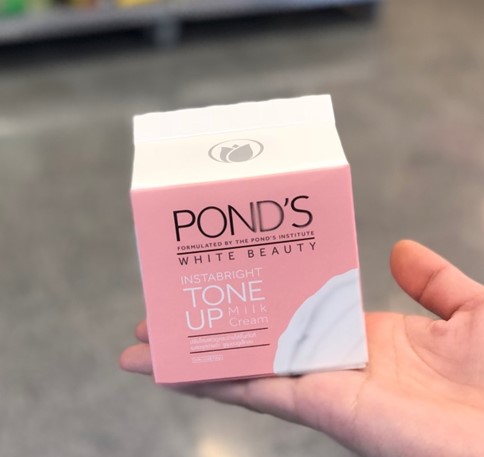 POND'S
FORMULATED BY THE POND'S INSTITUTE
WHITE BEAUTY
INSTABRIGHT
TONE
UP Milk
Cream